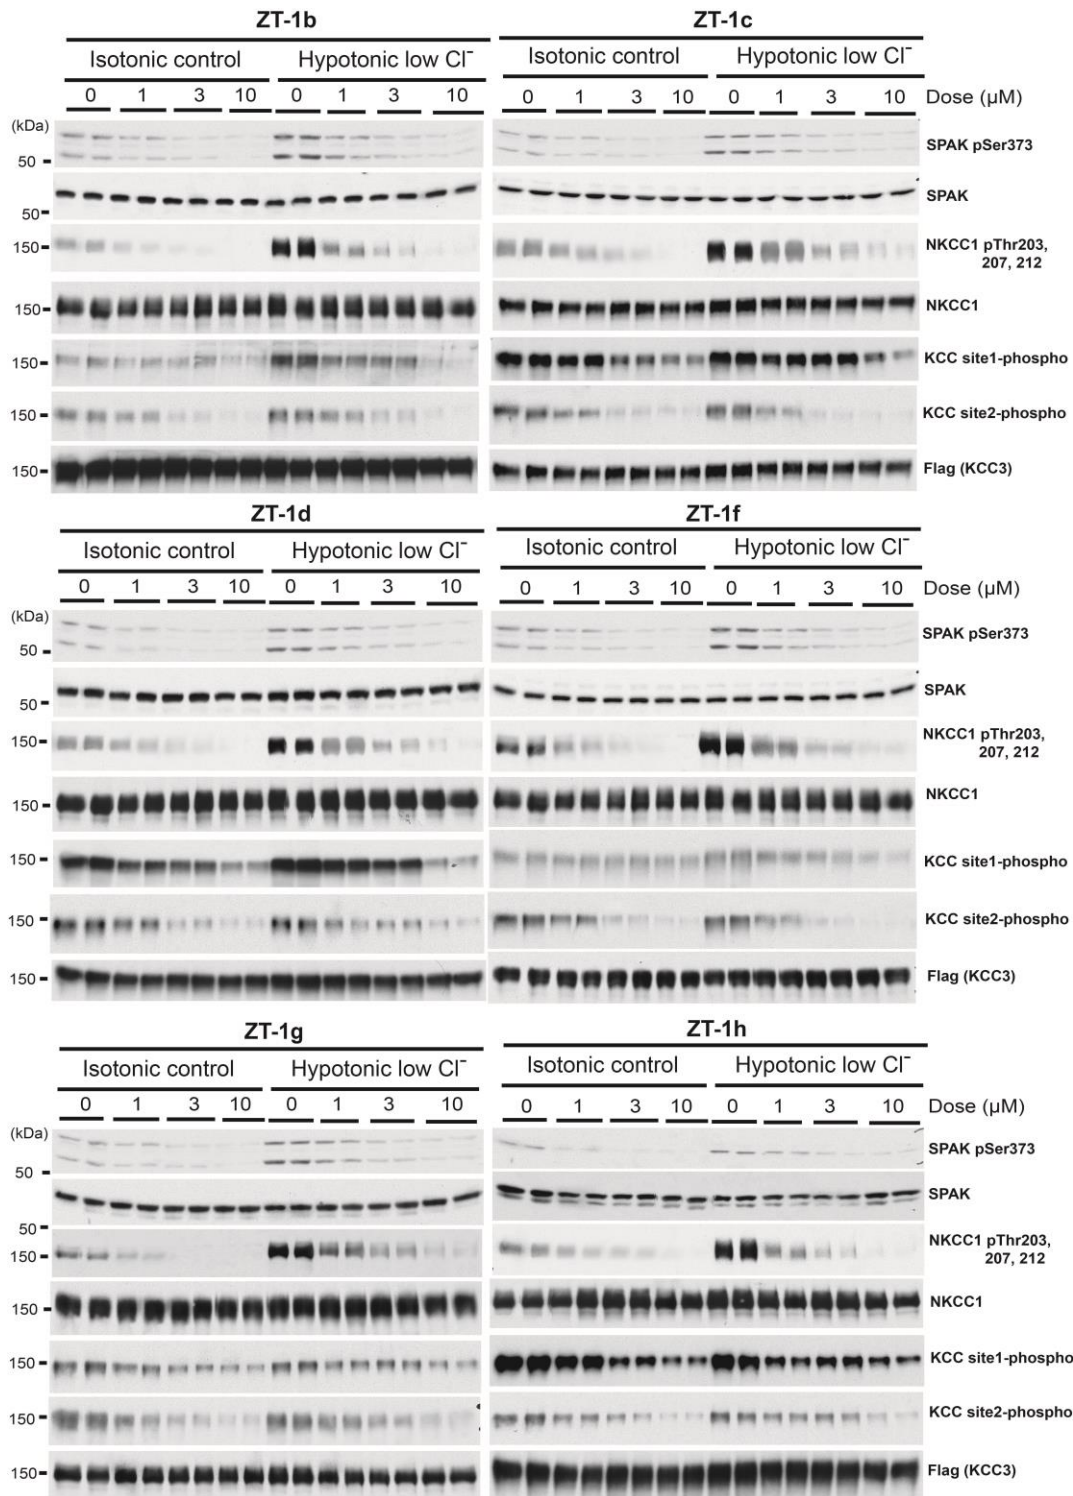 ZT-1b ZT-1c
Isotonic control Hypotonic low Cl⁻ Isotonic control Hypotonic low Cl⁻
0 1 3 10 0 1 3 10 0 1 3 10 0 1 3 10 Dose (µM)
(kDa)
50 SPAK pSer373
50 SPAK
150 NKCC1 pThr203,
207, 212
150 NKCC1
150 KCC site1-phospho
150 KCC site2-phospho
150 Flag (KCC3)
ZT-1d ZT-1f
Isotonic control Hypotonic low Cl⁻ Isotonic control Hypotonic low Cl⁻
0 1 3 10 0 1 3 10 0 1 3 10 0 1 3 10 Dose (µM)
(kDa)
50 SPAK pSer373
50 SPAK
150 NKCC1 pThr203,
207, 212
150 NKCC1
150 KCC site1-phospho
150 KCC site2-phospho
150 Flag (KCC3)
ZT-1g ZT-1h
Isotonic control Hypotonic low Cl⁻ Isotonic control Hypotonic low Cl⁻
0 1 3 10 0 1 3 10 0 1 3 10 0 1 3 10 Dose (µM)
(kDa)
50 SPAK pSer373
50 SPAK
150 NKCC1 pThr203,
207, 212
150 NKCC1
150 KCC site1-phospho
150 KCC site2-phospho
150 Flag (KCC3)